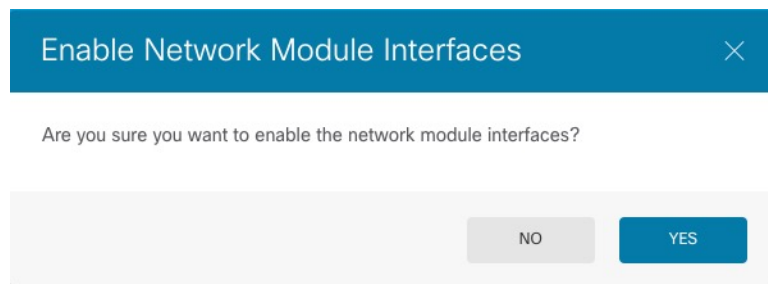 Enable Network Module Interfaces
Are you sure you want to enable the network module interfaces?
NO
YES